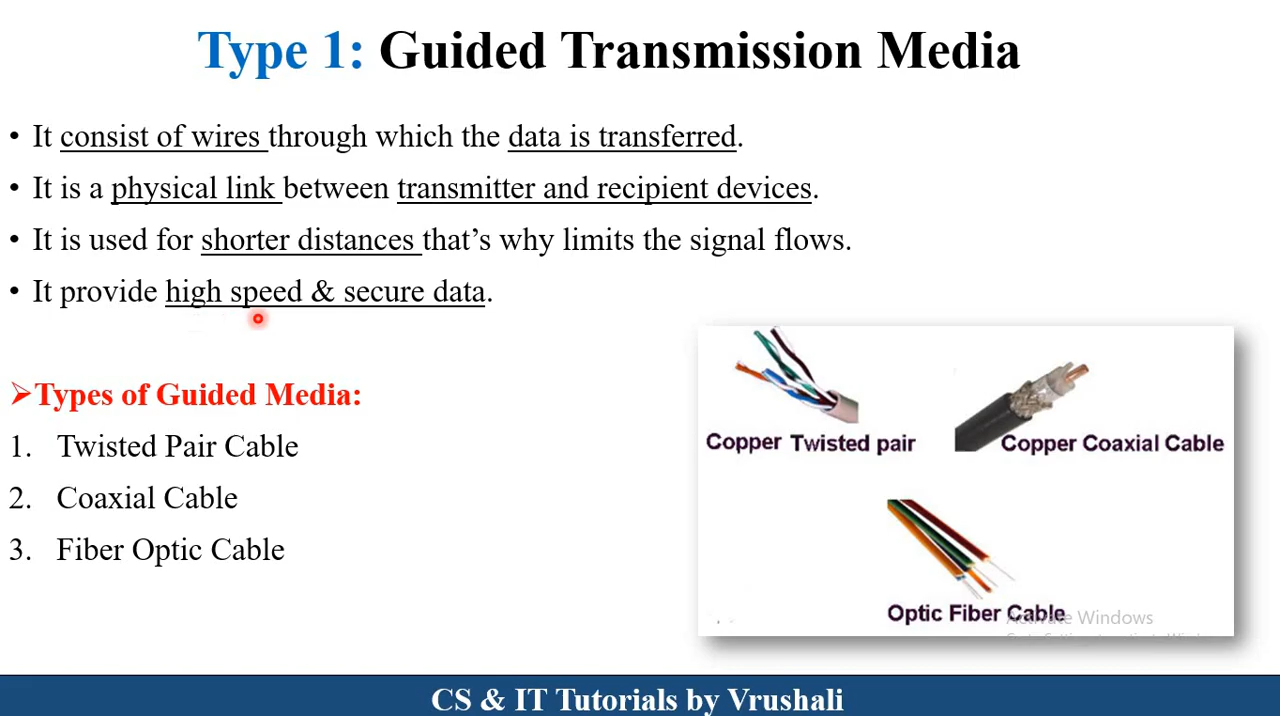 Type 1: Guided Transmission Media
• It consist of wires through which the data is transferred.
• It is a physical link between transmitter and recipient devices.
• It is used for shorter distances that’s why limits the signal flows.
• It provide high speed & secure data.
➢Types of Guided Media:
1. Twisted Pair Cable
2. Coaxial Cable
3. Fiber Optic Cable
Copper Twisted pair
Copper Coaxial Cable
Optic Fiber Cable
Activate Windows
CS & IT Tutorials by Vrushali